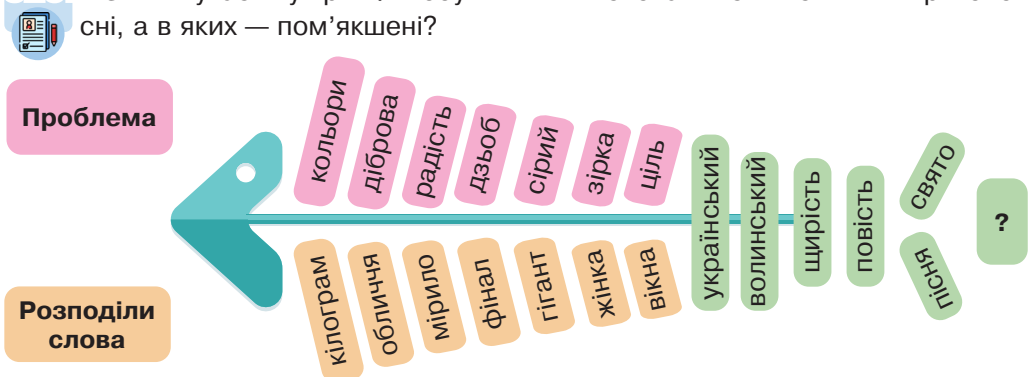 сні, а в яких — пом’якшені?
Проблема
кольори
діброва
радість
дзьоб
сірий
зірка
ціль
український
волинський
щирість
повість
свято
пісня
?
Розподіли
слова
кілограм
обличчя
мірило
фінал
гігант
жінка
вікна